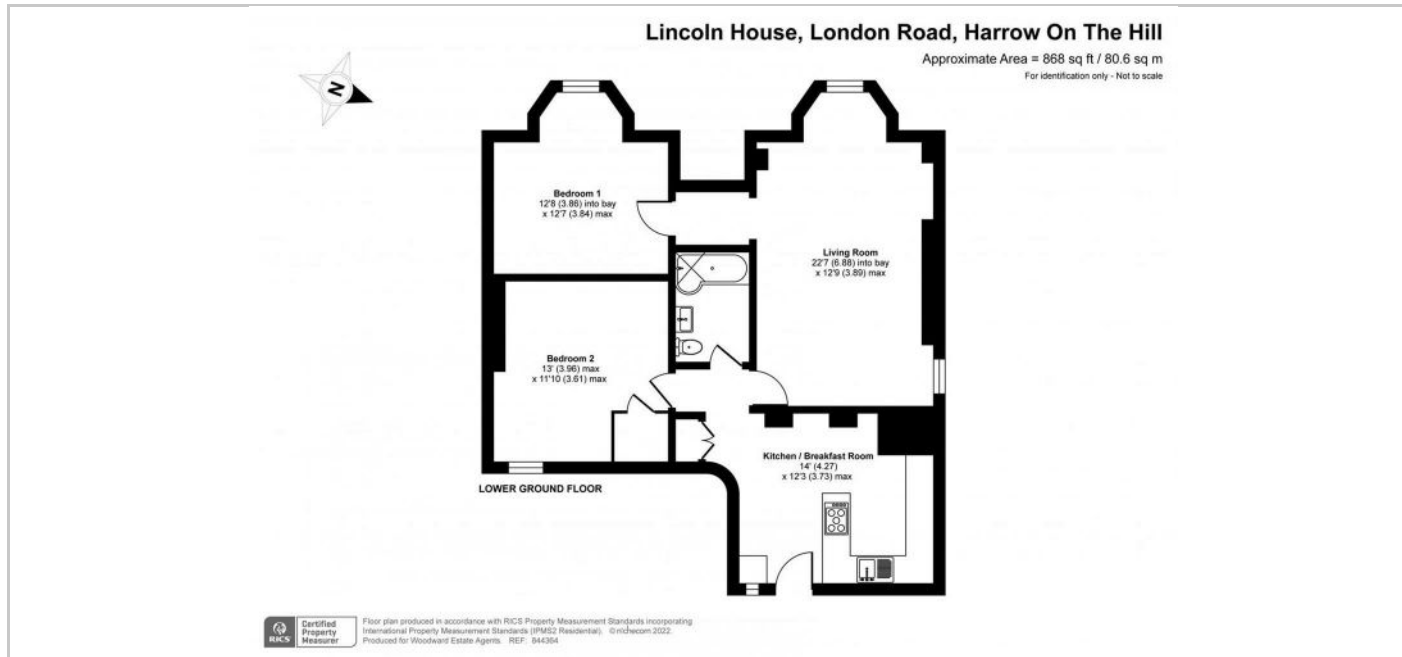 Lincoln House, London Road, Harrow On The Hill
Approximate Area = 868 sq ft / 80.6 sq m
For identification only - Not to scale
N
Bedroom 1
12'8 (3.86) into bay
x 12'7 (3.84) max
Living Room
22'7 (6.88) into bay
x 12'9 (3.89) max
Bedroom 2
13' (3.96) max
x 11'10 (3.61) max
Kitchen / Breakfast Room
14' (4.27)
x 12'3 (3.73) max
LOWER GROUND FLOOR
RICS
Certified
Property
Measurer
Floor plan produced in accordance with RICS Property Measurement Standards incorporating
International Property Measurement Standards (IPMS2 Residential). © nichecom 2022.
Produced for Woodward Estate Agents. REF: 844364